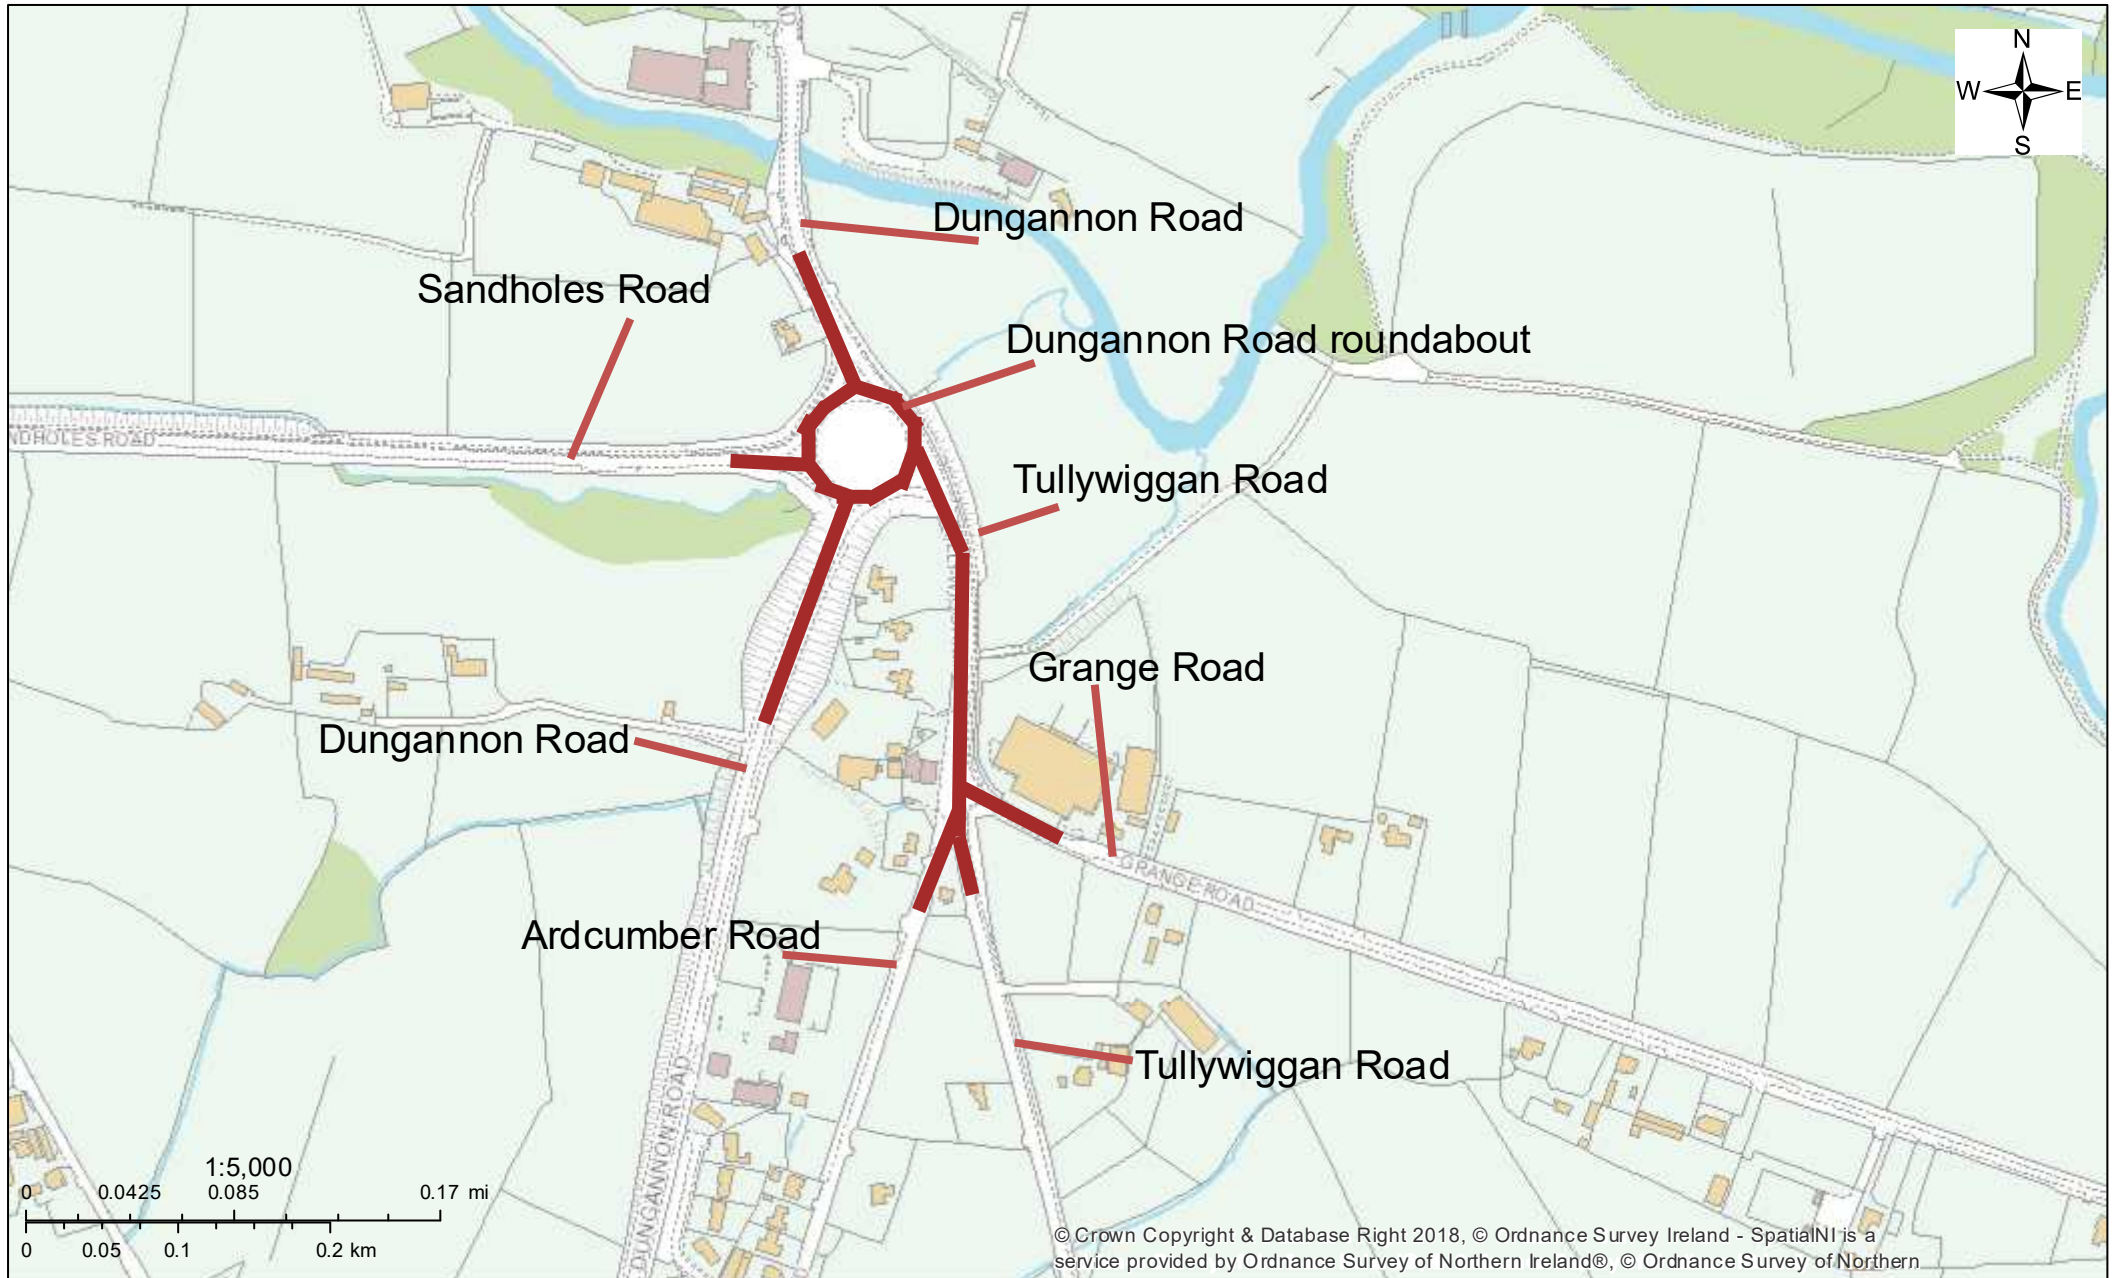 N
W E
S
Dungannon Road
Sandholes Road
Dungannon Road roundabout
NDHOLES ROAD
Tullywiggan Road
Grange Road
Dungannon Road
GRANGE ROAD
Ardcumber Road
Tullywiggan Road
DUNGANNON ROAD
1:5,000
0 0.0425 0.085 0.17 mi
0 0.05 0.1 0.2 km
© Crown Copyright & Database Right 2018, © Ordnance Survey Ireland - SpatialNI is a
service provided by Ordnance Survey of Northern Ireland®, © Ordnance Survey of Northern